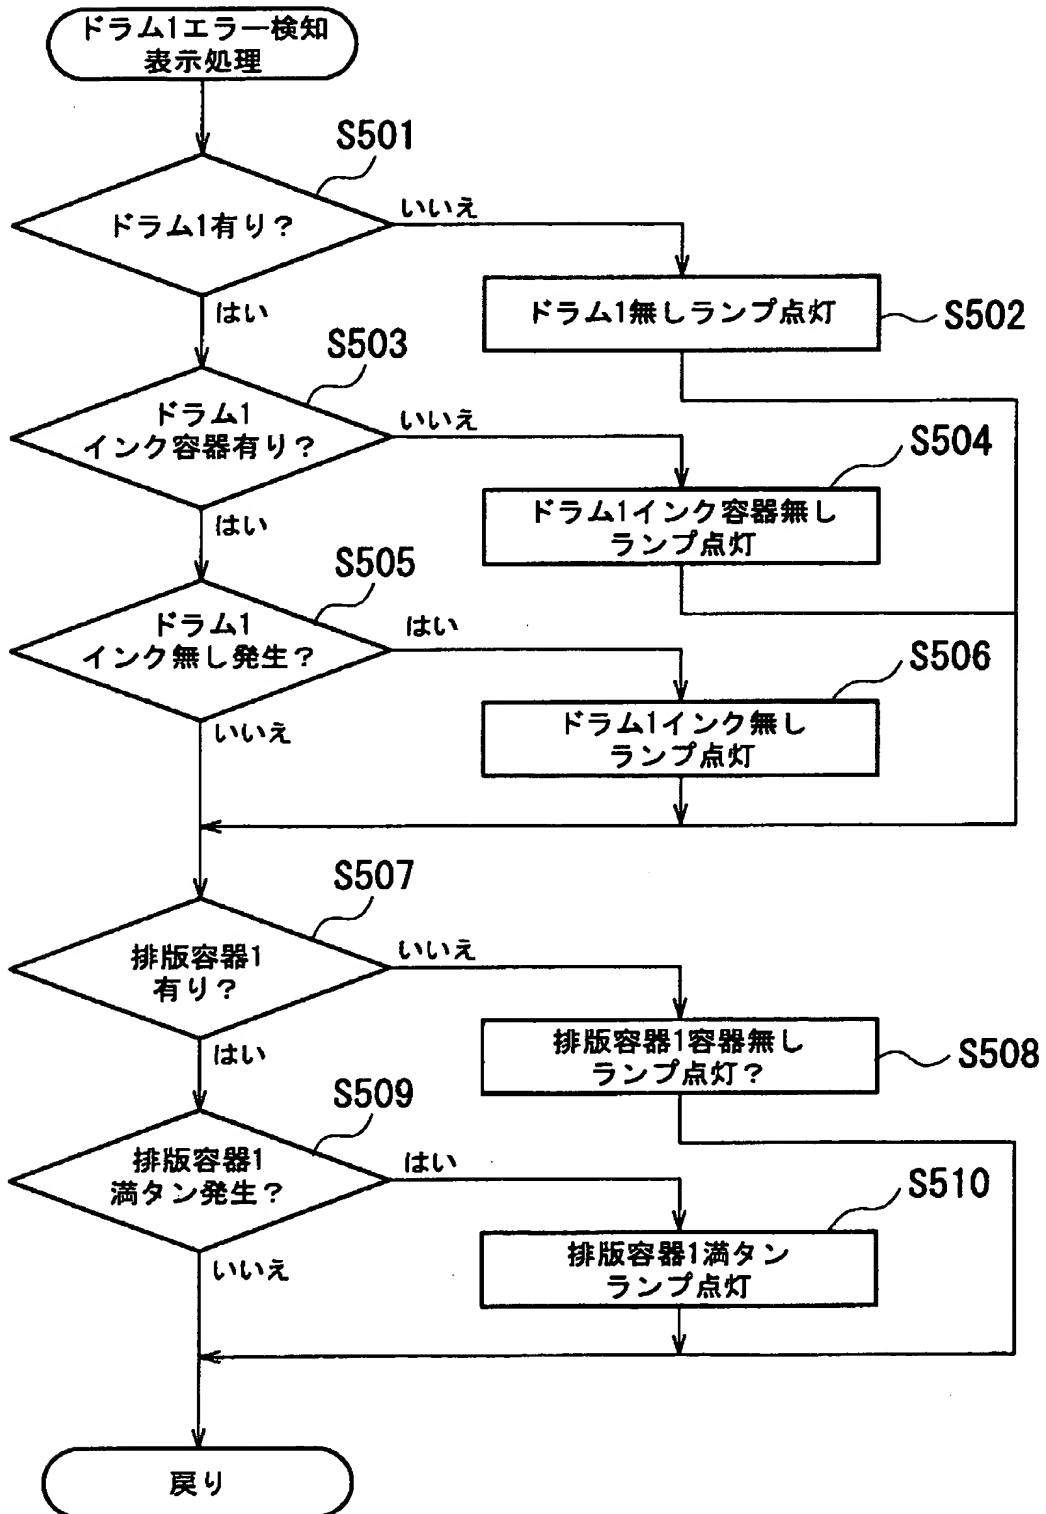 ドラム1エラー検知
表示処理
S501
ドラム1有り?
いいえ
はい
ドラム1無しランプ点灯
S502
S503
ドラム1
インク容器有り?
いいえ
はい
S504
ドラム1インク容器無し
ランプ点灯
S505
ドラム1
インク無し発生?
はい
いいえ
S506
ドラム1インク無し
ランプ点灯
S507
排版容器1
有り?
いいえ
はい
排版容器1容器無し
ランプ点灯?
S508
S509
排版容器1
満タン発生?
はい
いいえ
S510
排版容器1満タン
ランプ点灯
戻り